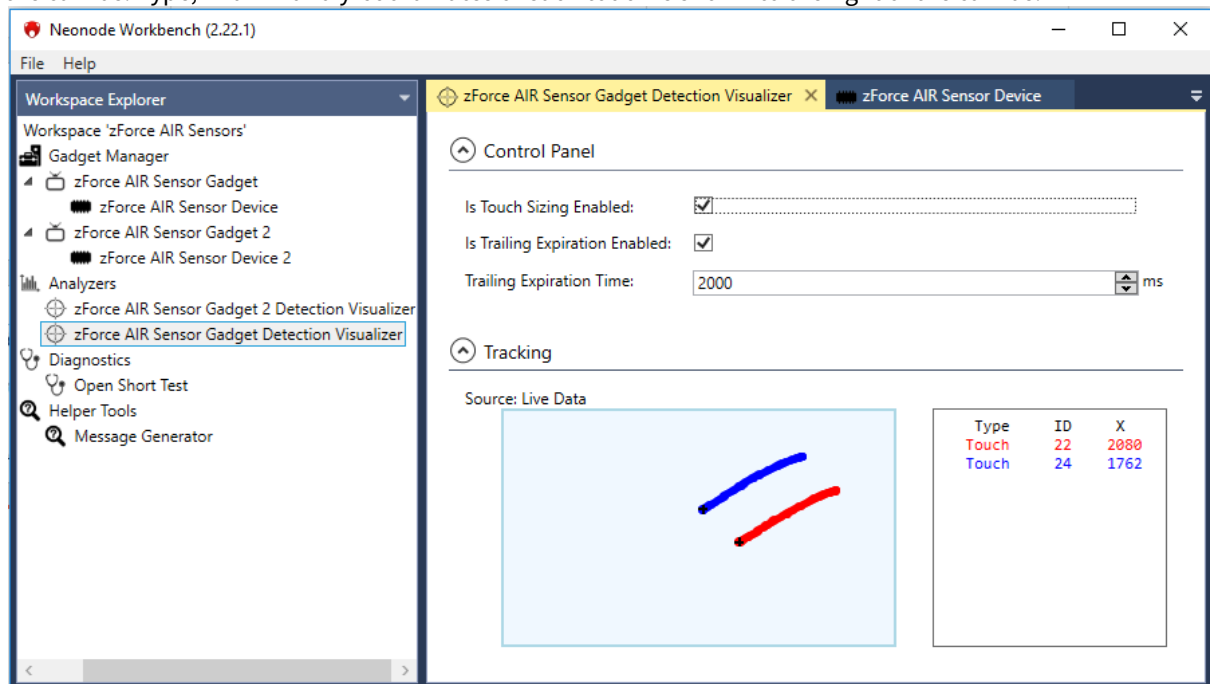 Neonode Workbench (2.22.1)
File Help
Workspace Explorer
Workspace 'zForce AIR Sensors'
Gadget Manager
zForce AIR Sensor Gadget
zForce AIR Sensor Device
zForce AIR Sensor Gadget 2
zForce AIR Sensor Device 2
Analyzers
zForce AIR Sensor Gadget 2 Detection Visualizer
zForce AIR Sensor Gadget Detection Visualizer
Diagnostics
Open Short Test
Helper Tools
Message Generator
zForce AIR Sensor Gadget Detection Visualizer zForce AIR Sensor Device
Control Panel
Is Touch Sizing Enabled:
Is Trailing Expiration Enabled:
Trailing Expiration Time: 2000 ms
Tracking
Source: Live Data
Type ID X
Touch 22 2080
Touch 24 1762